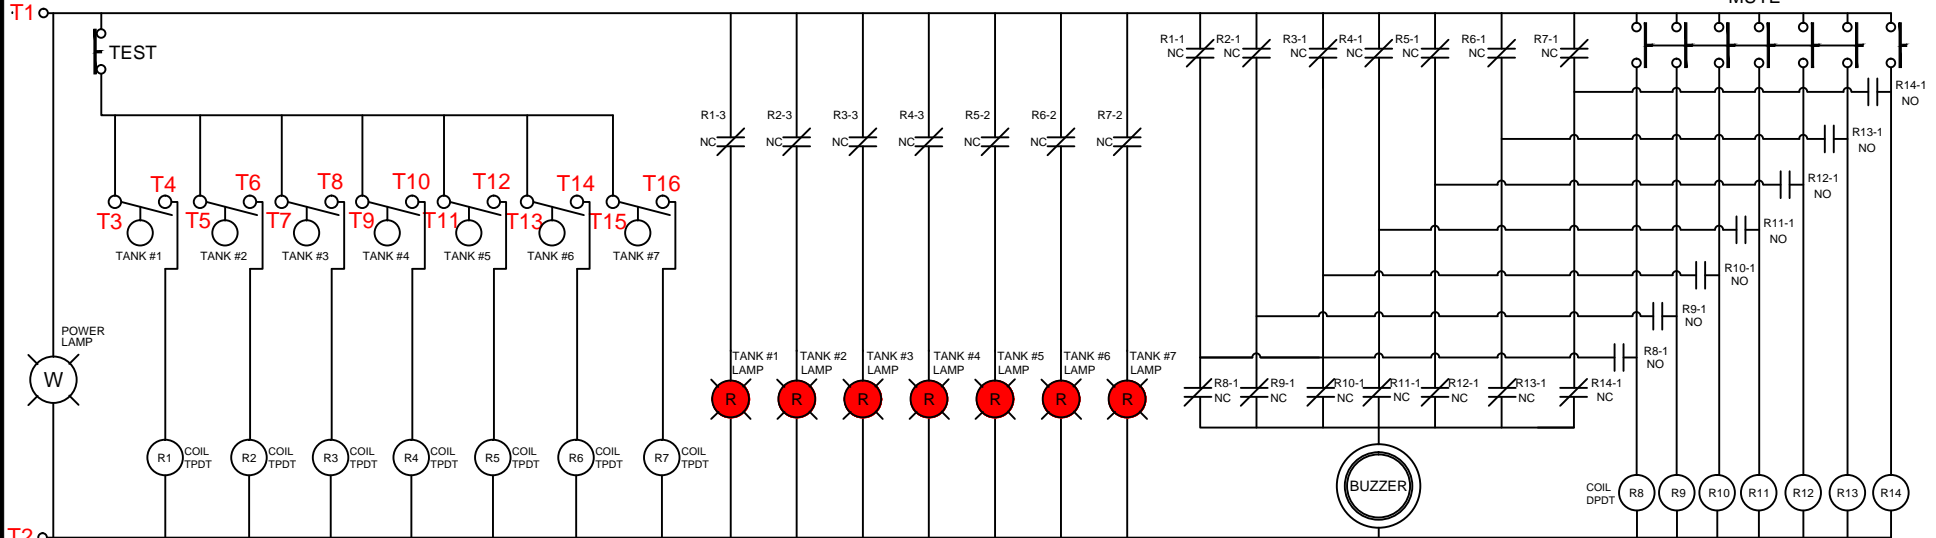 MUTE
T1
TEST
R1-1
NC
R2-1
NC
R3-1
NC
R4-1
NC
R5-1
NC
R6-1
NC
R7-1
NC
R14-1
NO
R1-3
NC
R2-3
NC
R3-3
NC
R4-3
NC
R5-2
NC
R6-2
NC
R7-2
NC
R13-1
NO
R12-1
NO
T4
T6
T8
T10
T12
T14
T16
T3
T5
T7
T9
T11
T13
T15
R11-1
NO
TANK #1
TANK #2
TANK #3
TANK #4
TANK #5
TANK #6
TANK #7
R10-1
NO
R9-1
NO
POWER
LAMP
W
R8-1
NO
TANK #1
LAMP
TANK #2
LAMP
TANK #3
LAMP
TANK #4
LAMP
TANK #5
LAMP
TANK #6
LAMP
TANK #7
LAMP
R
R
R
R
R
R
R
R8-1
NC
R9-1
NC
R10-1
NC
R11-1
NC
R12-1
NC
R13-1
NC
R14-1
NC
R1
COIL
TPDT
R2
COIL
TPDT
R3
COIL
TPDT
R4
COIL
TPDT
R5
COIL
TPDT
R6
COIL
TPDT
R7
COIL
TPDT
BUZZER
COIL
DPDT
R8
R9
R10
R11
R12
R13
R14
T2